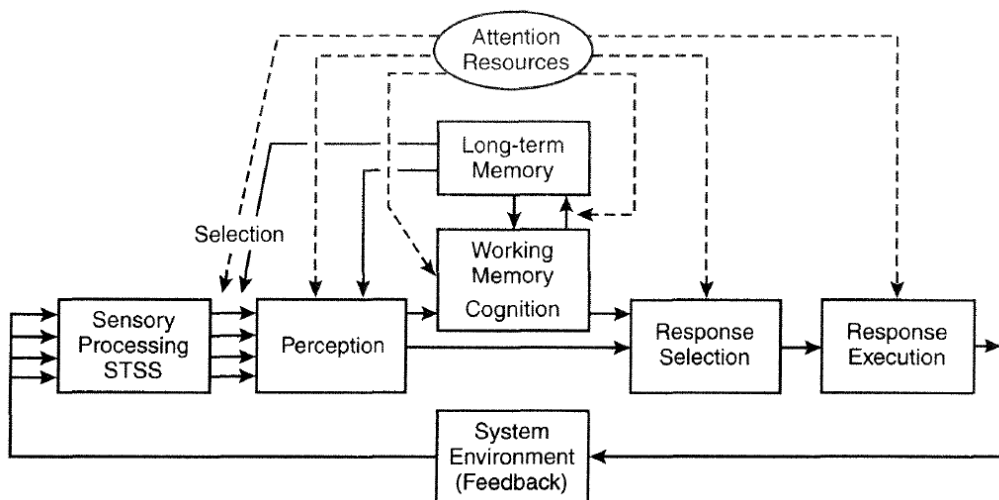 Attention
Resources
Long-term
Memory
Selection
Working
Memory
Cognition
Sensory
Processing
STSS
Perception
Response
Selection
Response
Execution
System
Environment
(Feedback)